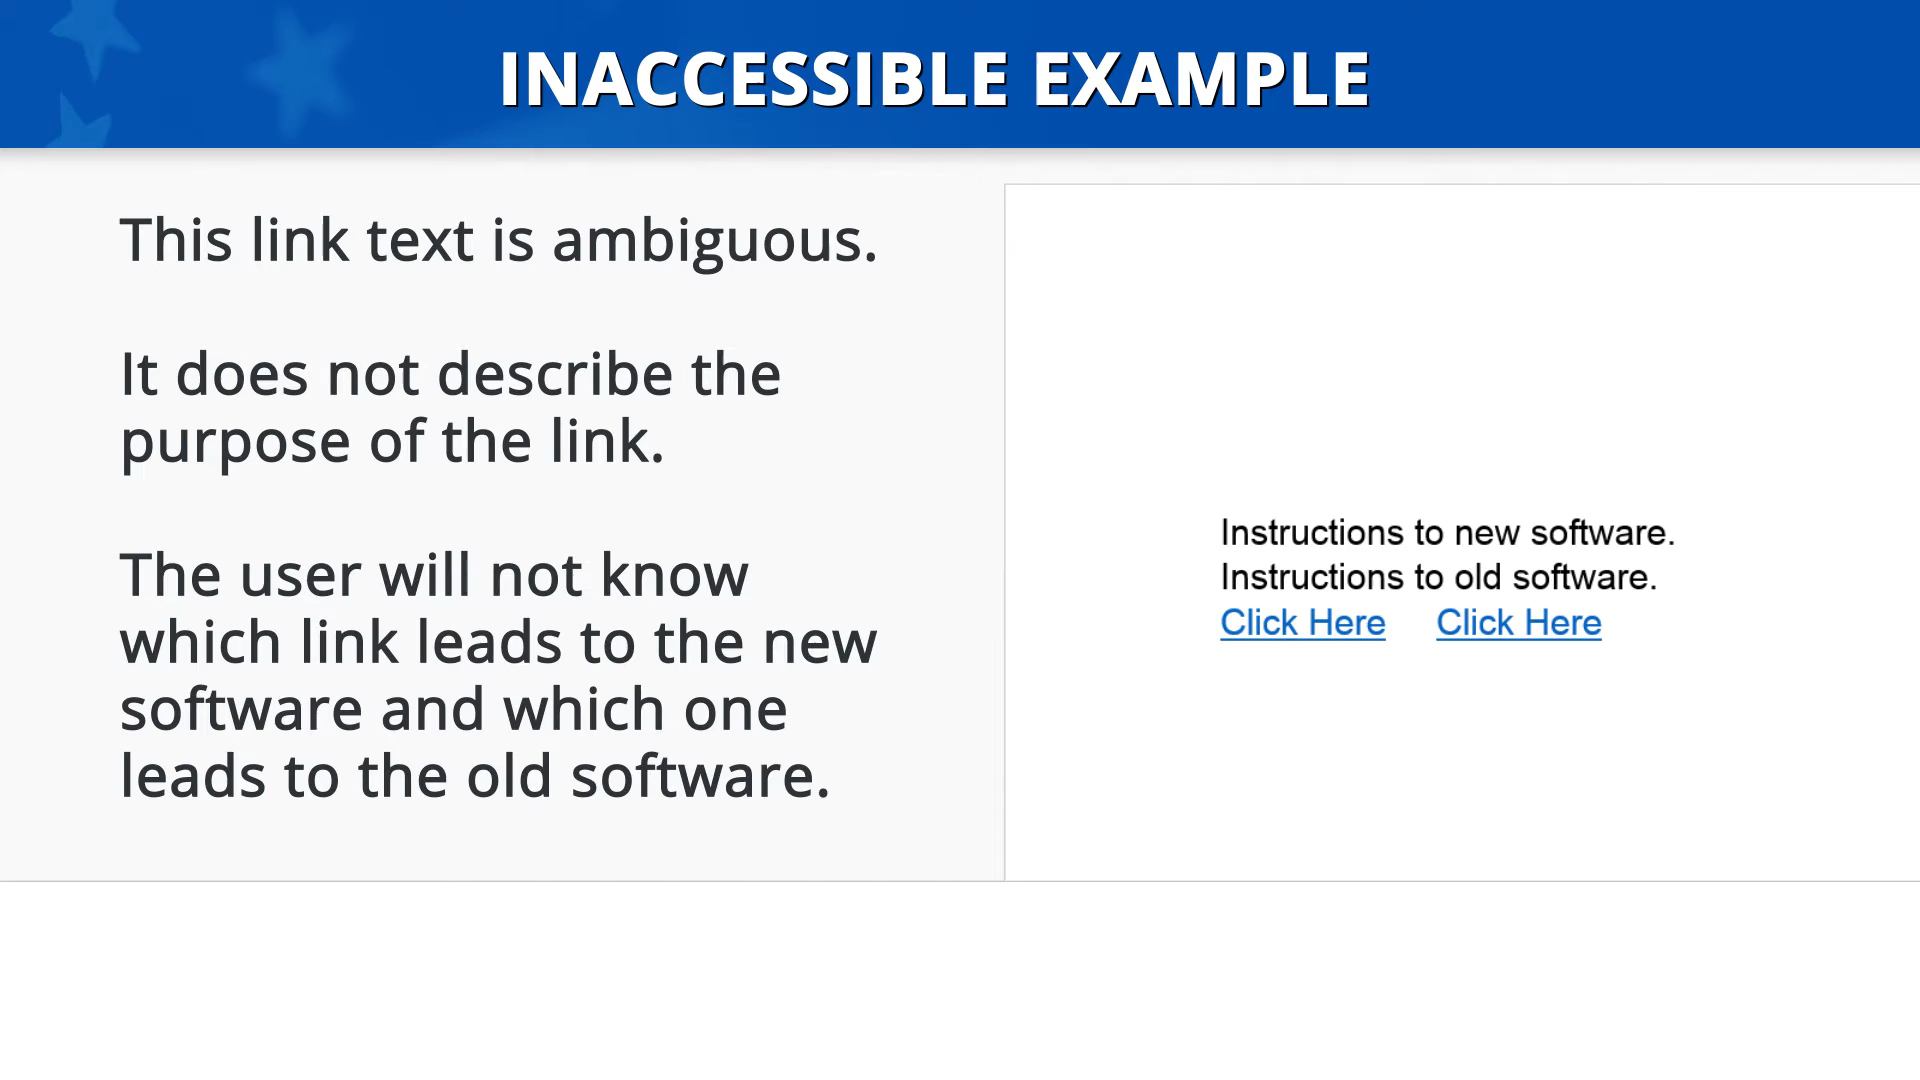 INACCESSIBLE EXAMPLE
This link text is ambiguous.
It does not describe the
purpose of the link.
The user will not know
which link leads to the new
software and which one
leads to the old software.
Instructions to new software.
Instructions to old software.
Click Here Click Here